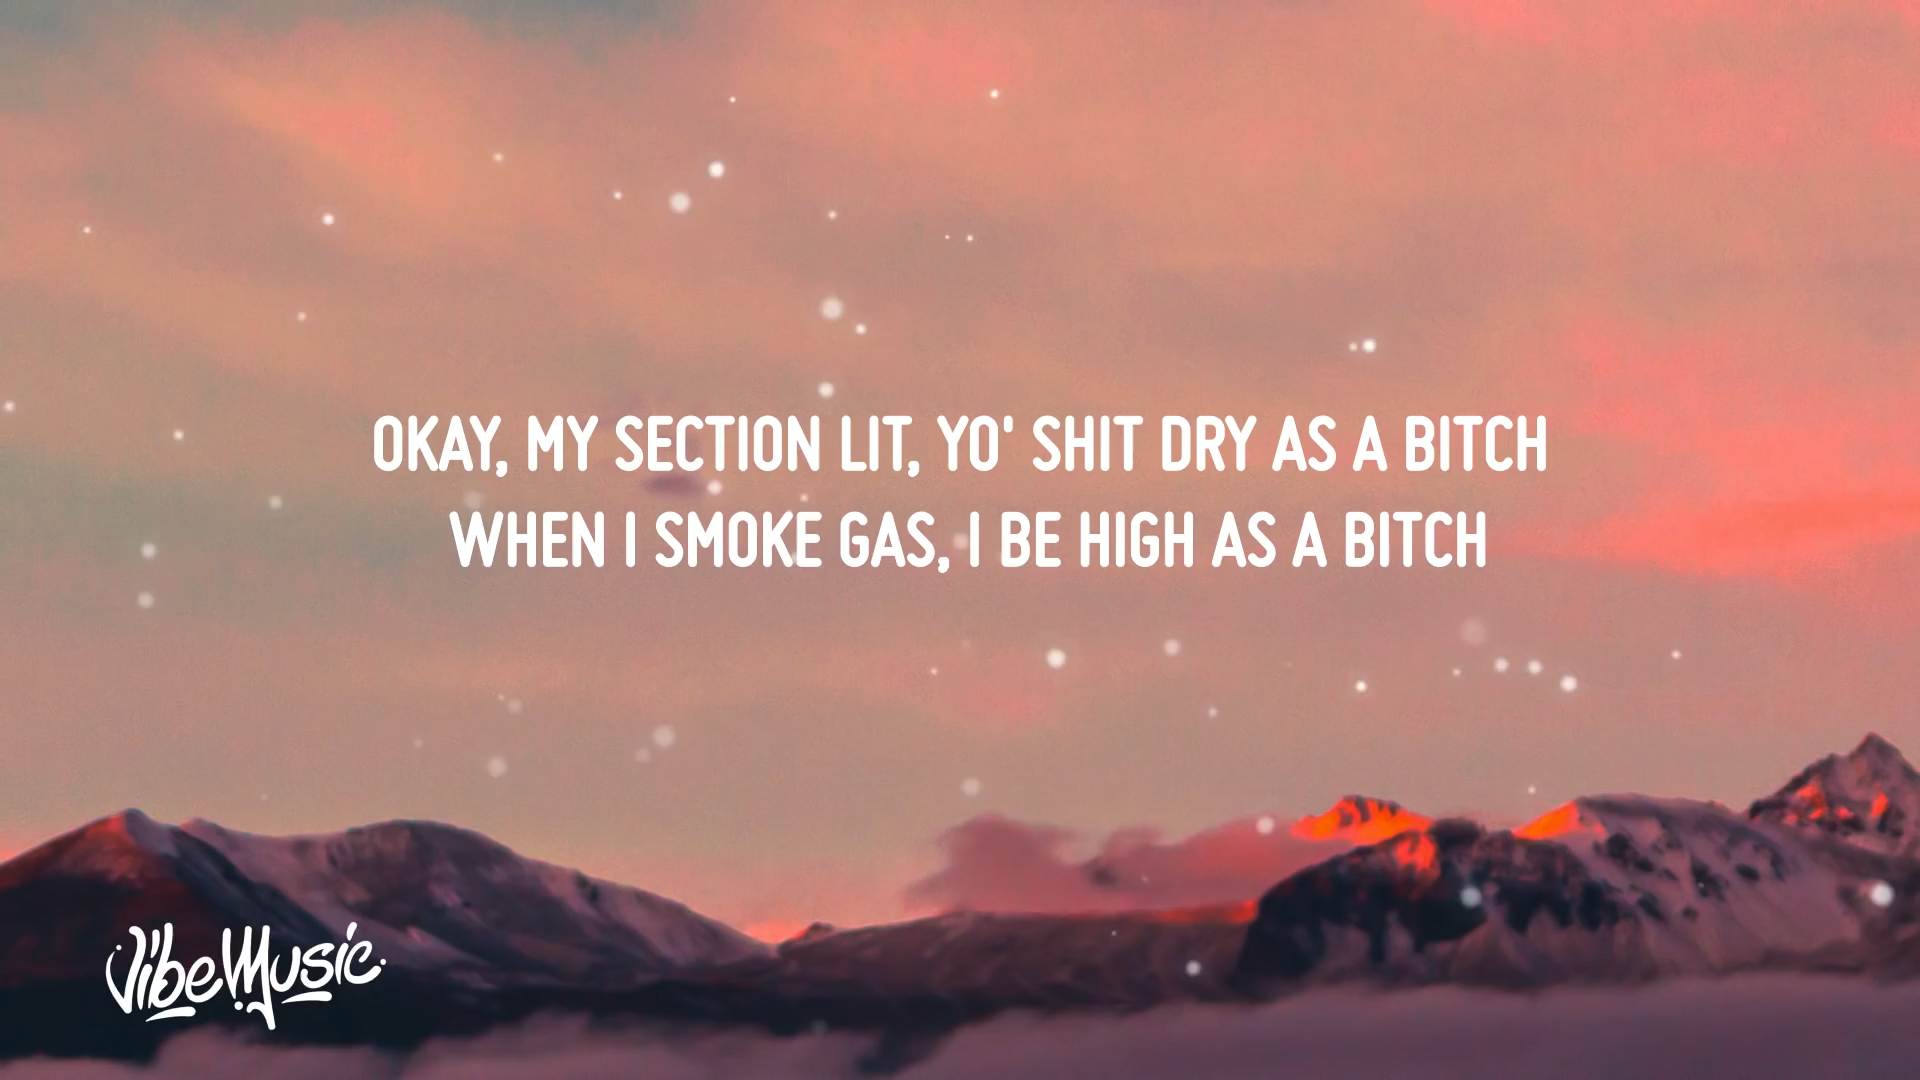 OKAY, MY SECTION LIT, YO' SHIT DRY AS A BITCH
WHEN I SMOKE GAS, I BE HIGH AS A BITCH
VibeMusic